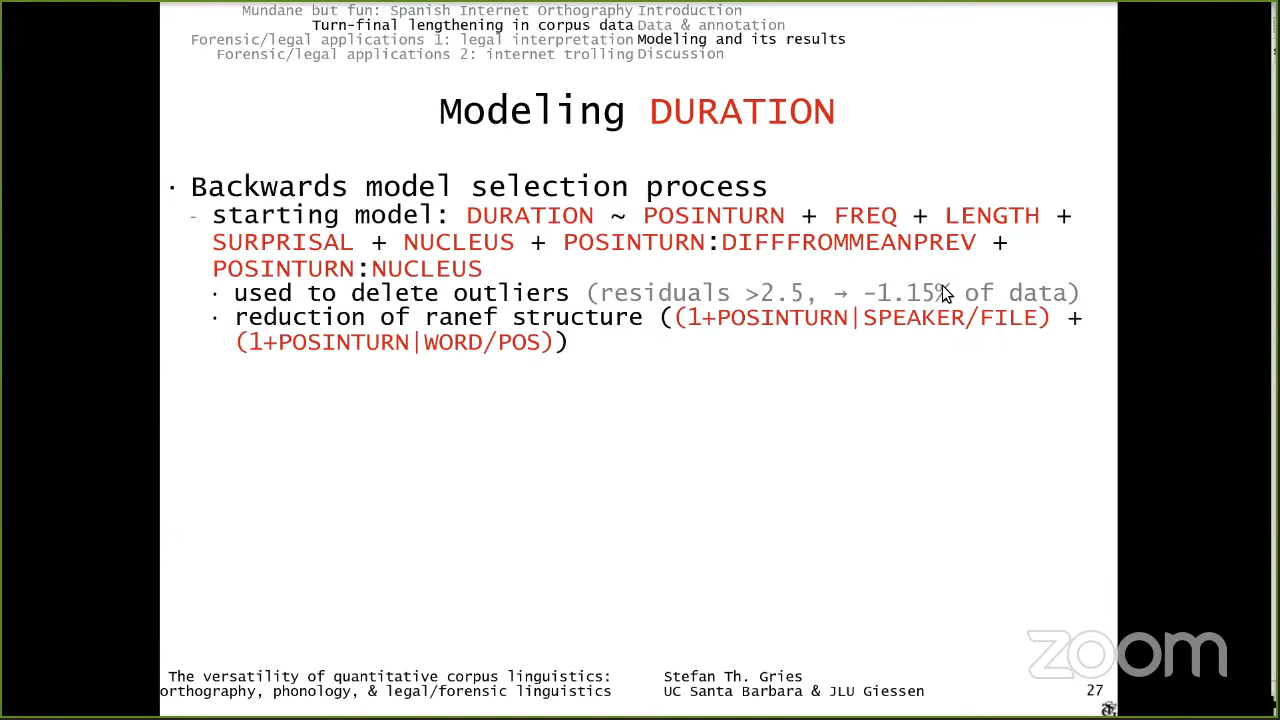 Mundane but fun: Spanish Internet Orthography Introduction
Turn-final lengthening in corpus data Data & annotation
Forensic/legal applications 1: legal interpretation Modeling and its results
Forensic/legal applications 2: internet trolling Discussion
Modeling DURATION
· Backwards model selection process
- starting model: DURATION ~ POSINTURN + FREQ + LENGTH +
SURPRISAL + NUCLEUS + POSINTURN:DIFFFROMMEANPREV +
POSINTURN:NUCLEUS
· used to delete outliers (residuals >2.5, → -1.15% of data)
· reduction of ranef structure ((1+POSINTURN|SPEAKER/FILE) +
(1+POSINTURN|WORD/POS))
zoom
The versatility of quantitative corpus linguistics: Stefan Th. Gries
orthography, phonology, & legal/forensic linguistics UC Santa Barbara & JLU Giessen 27